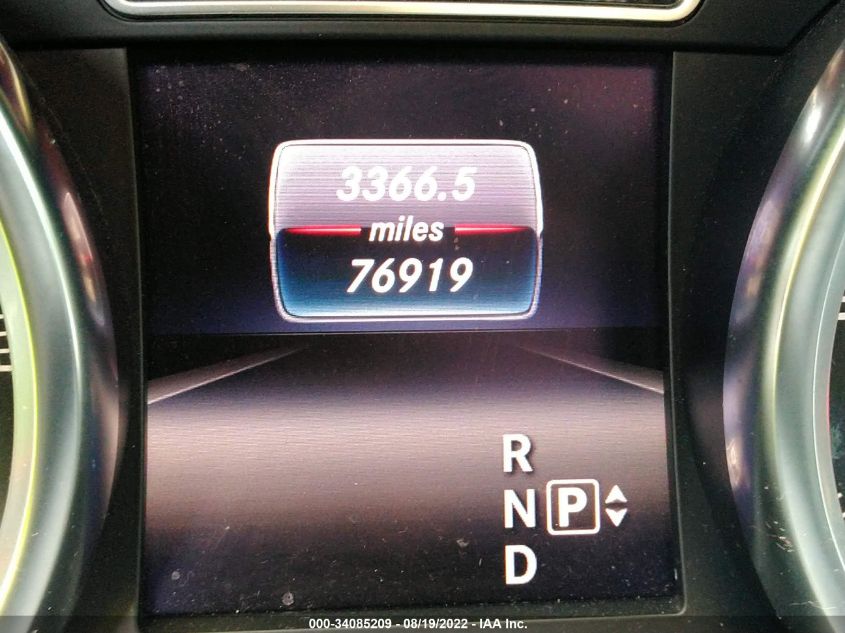 3366.5
miles
76919
R
N P
D
000-34085209 - 08/19/2022 - IAA Inc.